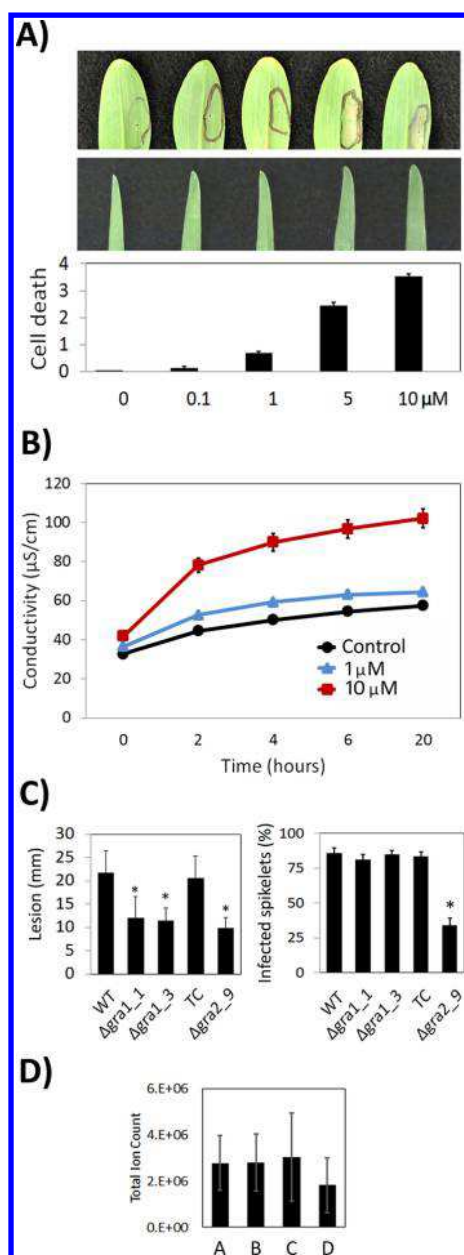 A)
4
3
2
1
0
Cell death
0 0.1 1 5 10 μM
B)
120
100
80
60
40
20
0
Conductivity (μS/cm)
Control
1 μM
10 μM
0 2 4 6 20
Time (hours)
C)
30
25
20
15
10
5
0
Lesion (mm)
* * *
WT Δgra1_1 Δgra1_3 TC Δgra2_9
100
75
50
25
0
Infected spikelets (%)
*
WT Δgra1_1 Δgra1_3 TC Δgra2_9
D)
6.E+06
4.E+06
2.E+06
0.E+00
Total Ion Count
A B C D